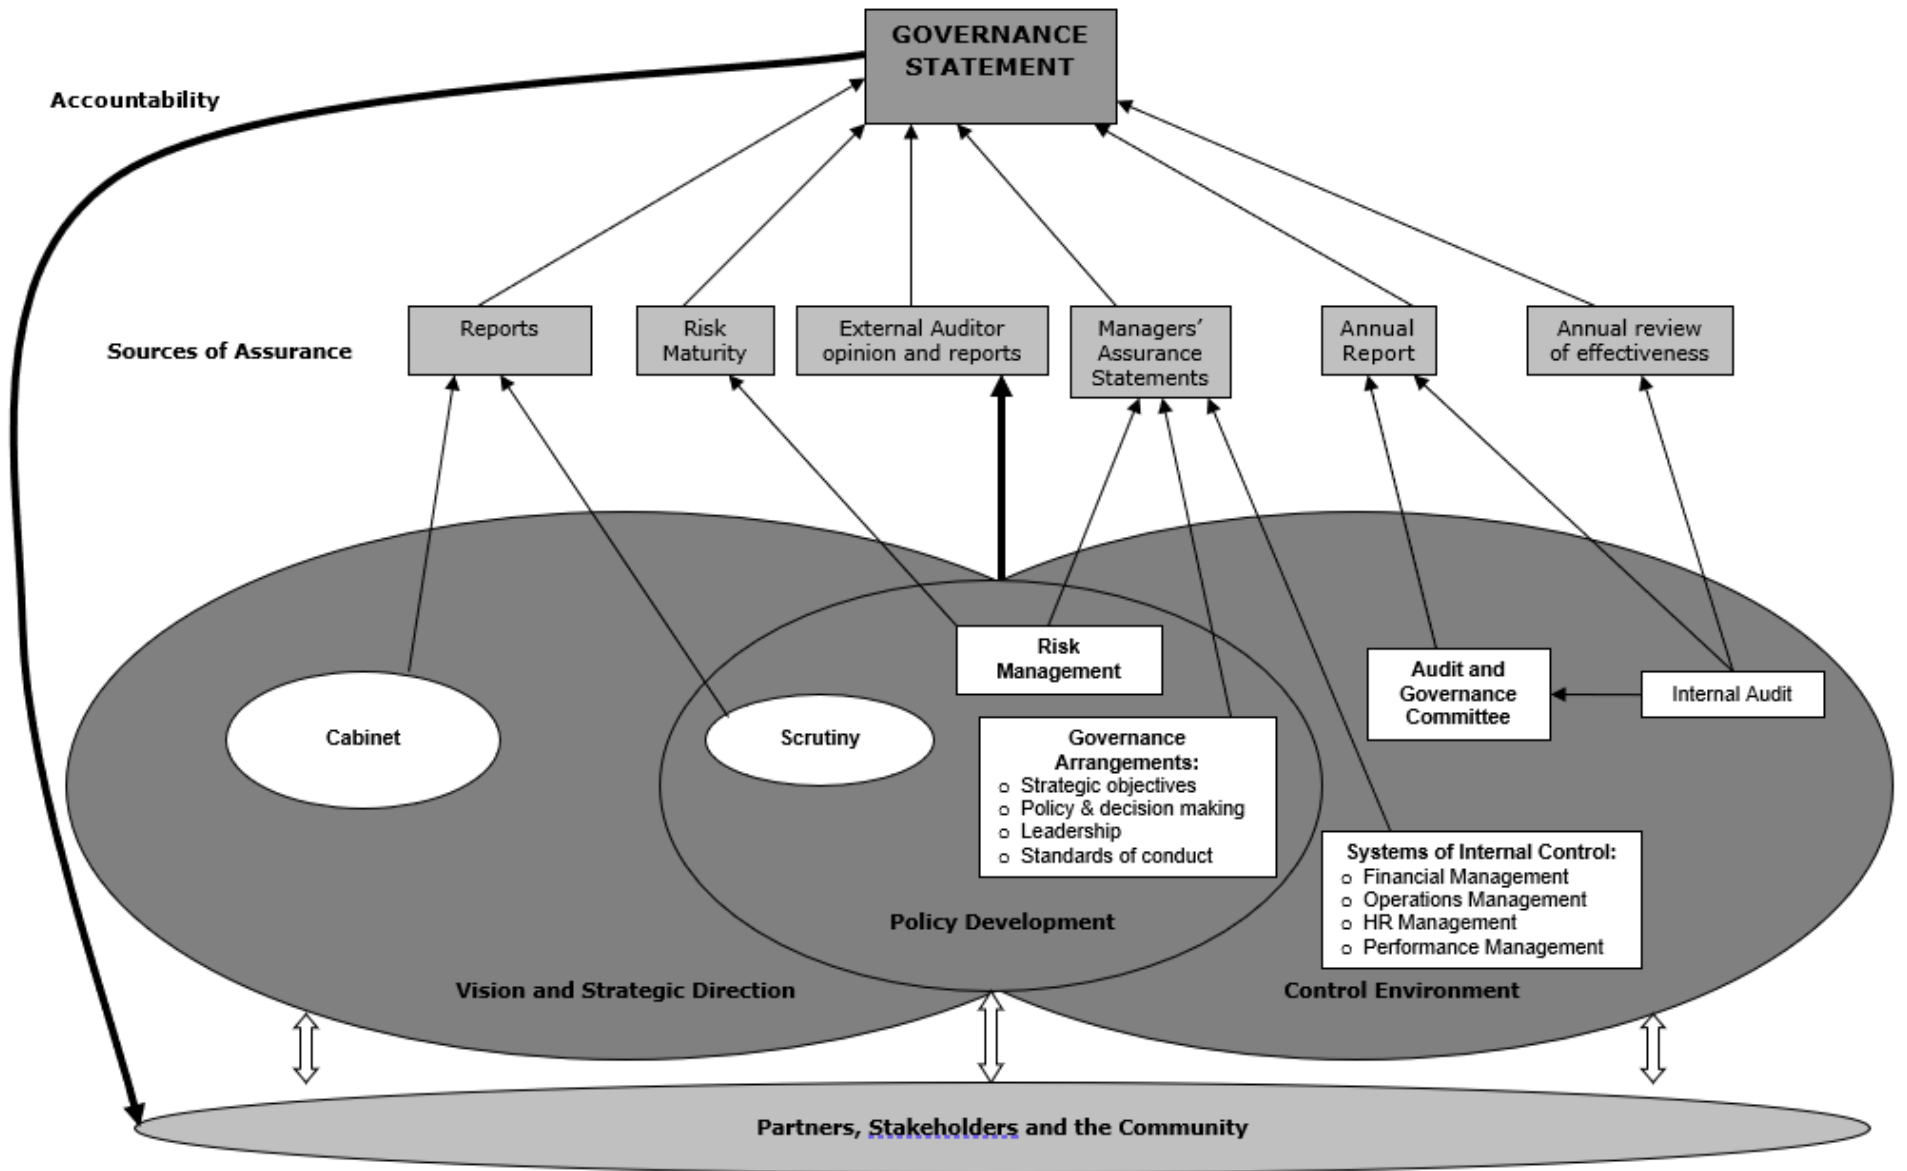 GOVERNANCE
STATEMENT
Accountability
Sources of Assurance
Reports
Risk
Maturity
External Auditor
opinion and reports
Managers’
Assurance
Statements
Annual
Report
Annual review
of effectiveness
Risk
Management
Audit and
Governance
Committee
Internal Audit
Cabinet
Scrutiny
Governance
Arrangements:
o Strategic objectives
o Policy & decision making
o Leadership
o Standards of conduct
Systems of Internal Control:
o Financial Management
o Operations Management
o HR Management
o Performance Management
Policy Development
Vision and Strategic Direction
Control Environment
Partners, Stakeholders and the Community